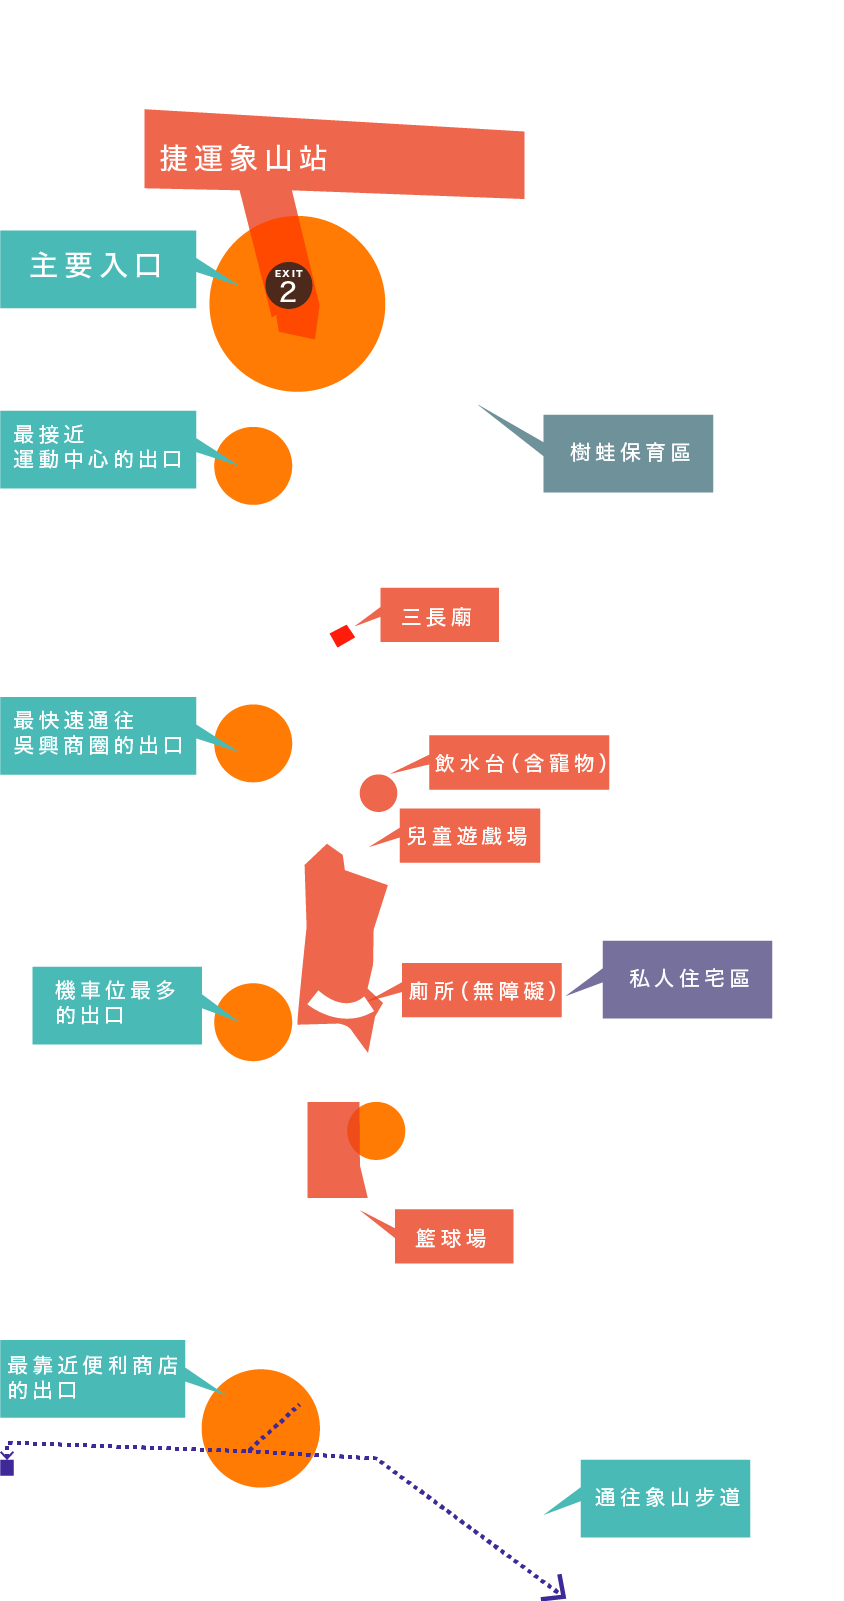 捷運象山站
主要入口
EXIT
2
最接近
運動中心的出口
樹蛙保育區
三長廟
最快速通往
吳興商圈的出口
飲水台(含寵物)
兒童遊戲場
機車位最多
的出口
廁所(無障礙)
私人住宅區
籃球場
最靠近便利商店
的出口
通往象山步道